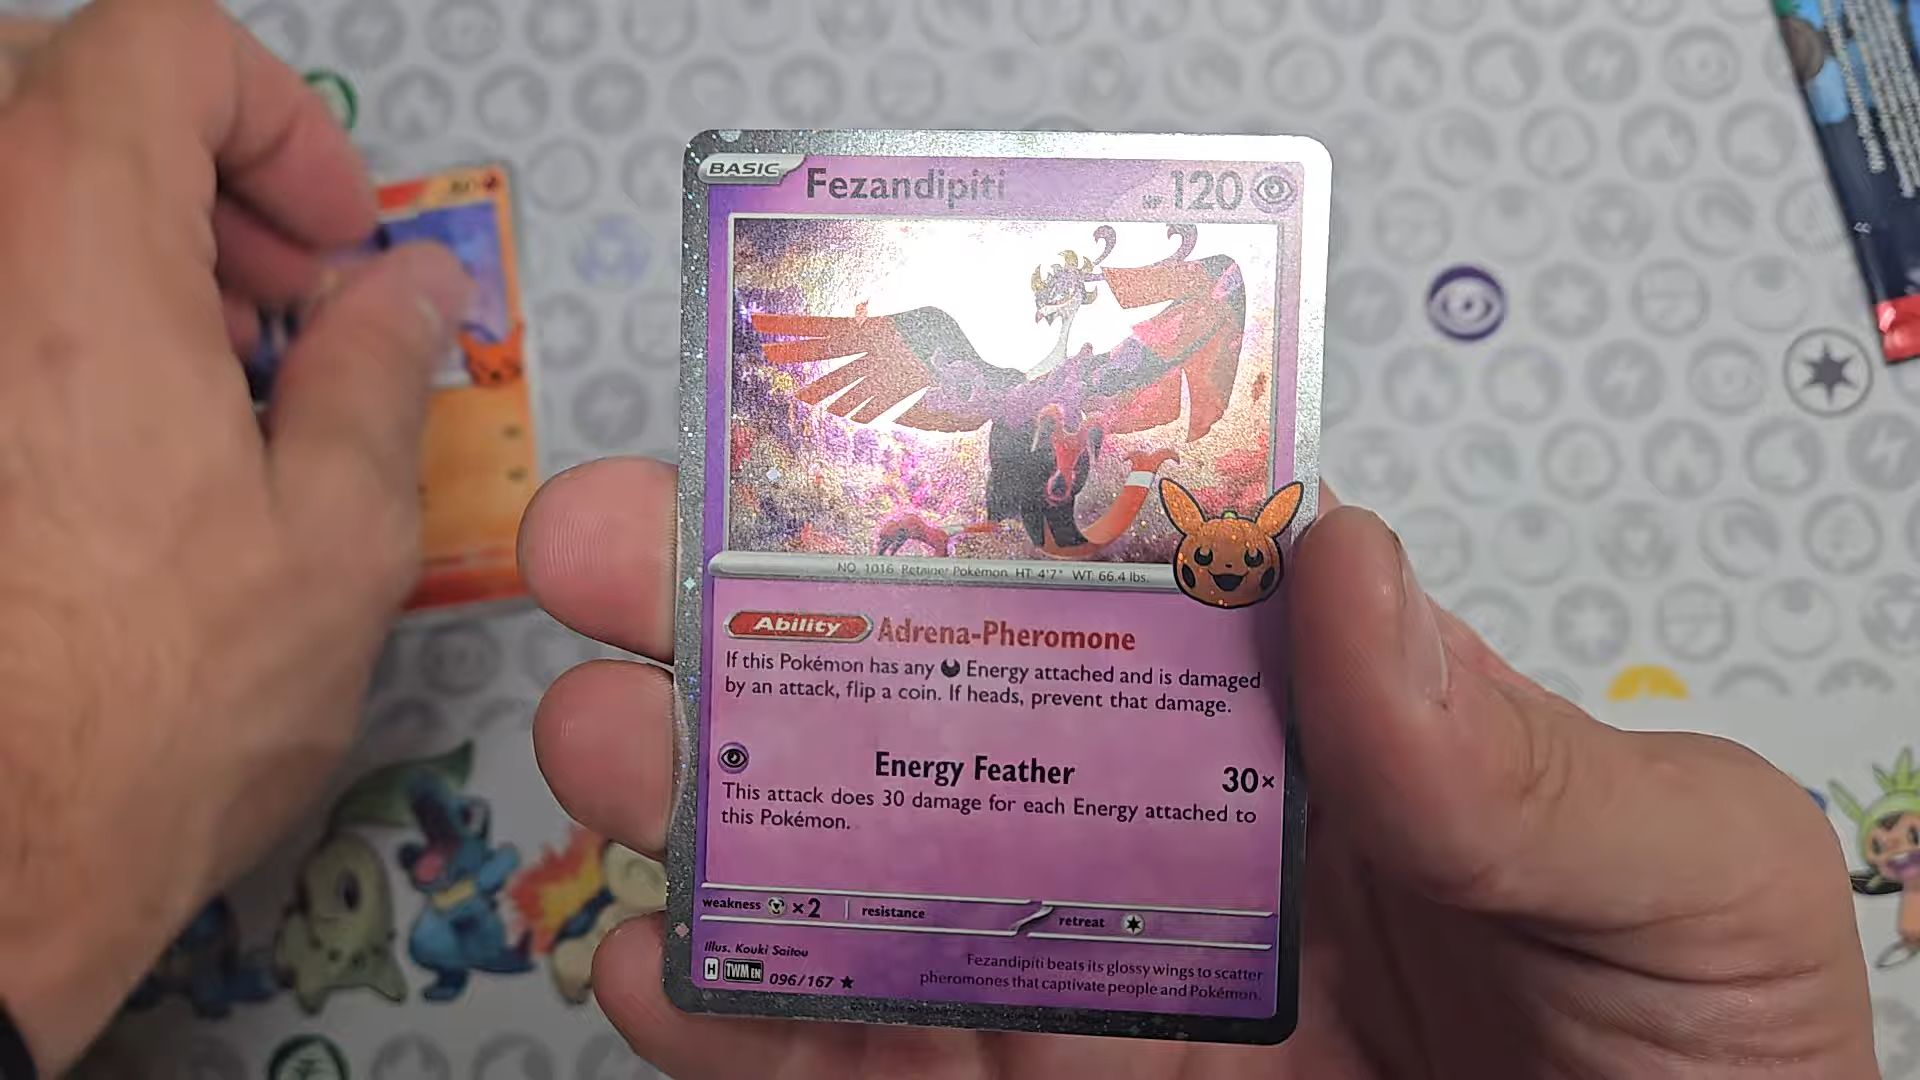 BASIC Fezandipiti HP 120
NO. 1016 Retainer Pokémon HT: 4'7" WT: 66.4 lbs.
Ability Adrena-Pheromone
If this Pokémon has any Energy attached and is damaged
by an attack, flip a coin. If heads, prevent that damage.
Energy Feather 30×
This attack does 30 damage for each Energy attached to
this Pokémon.
weakness ×2 resistance retreat
Illus. Kouki Saitou
H TWM EN 096/167
Fezandipiti beats its glossy wings to scatter
pheromones that captivate people and Pokémon.